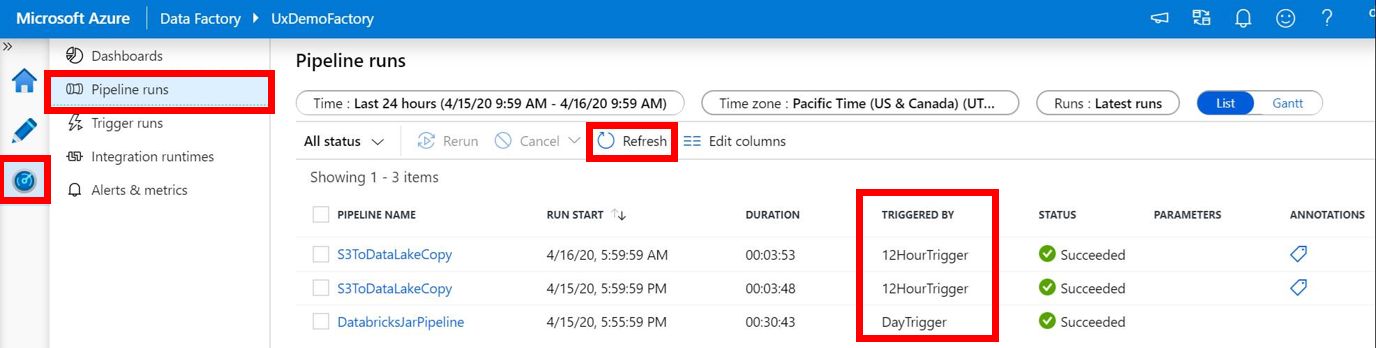 Microsoft Azure Data Factory UxDemoFactory
Dashboards
Pipeline runs
Trigger runs
Integration runtimes
Alerts & metrics
Pipeline runs
Time : Last 24 hours (4/15/20 9:59 AM - 4/16/20 9:59 AM) Time zone : Pacific Time (US & Canada) (UT... Runs : Latest runs List Gantt
All status Rerun Cancel Refresh Edit columns
Showing 1 - 3 items
PIPELINE NAME RUN START DURATION TRIGGERED BY STATUS PARAMETERS ANNOTATIONS
S3ToDataLakeCopy 4/16/20, 5:59:59 AM 00:03:53 12HourTrigger Succeeded
S3ToDataLakeCopy 4/15/20, 5:59:59 PM 00:03:48 12HourTrigger Succeeded
DatabricksJarPipeline 4/15/20, 5:55:59 PM 00:30:43 DayTrigger Succeeded